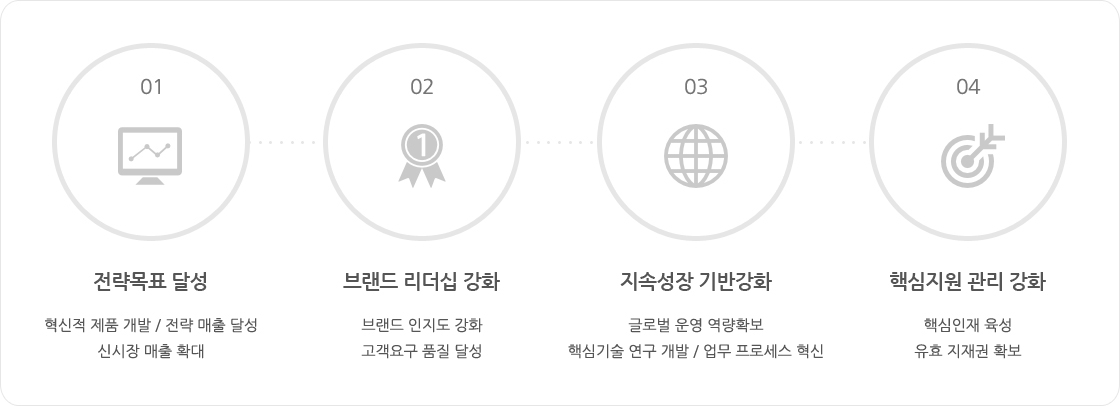 01
02
03
04
1
전략목표 달성
혁신적 제품 개발 / 전략 매출 달성
신시장 매출 확대
브랜드 리더십 강화
브랜드 인지도 강화
고객요구 품질 달성
지속성장 기반강화
글로벌 운영 역량확보
핵심기술 연구 개발 / 업무 프로세스 혁신
핵심지원 관리 강화
핵심인재 육성
유효 지재권 확보